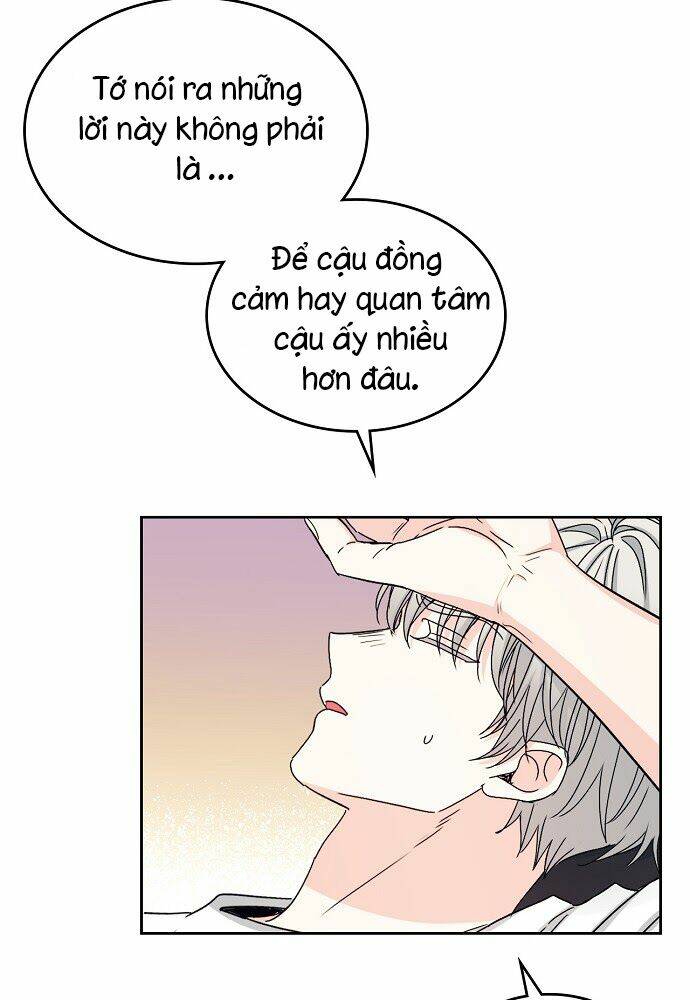 Tớ nói ra những
lời này không phải
là ...
Để cậu đồng
cảm hay quan tâm
cậu ấy nhiều
hơn đâu.